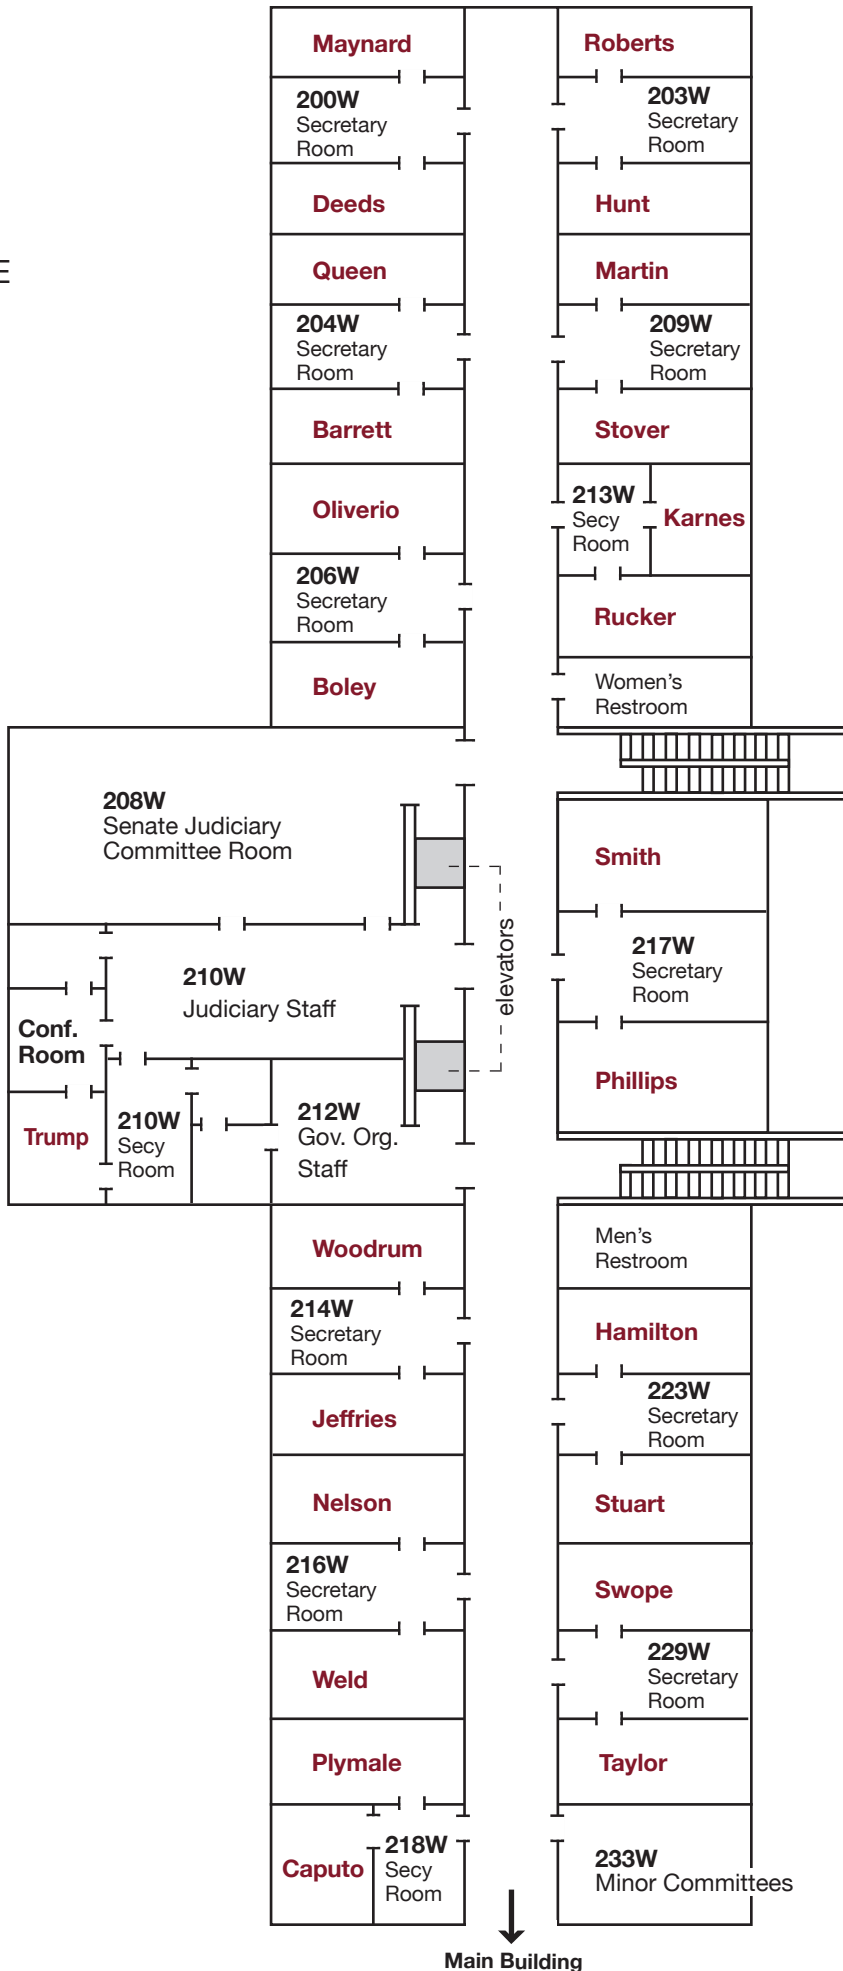 Maynard
Roberts
200W
Secretary
Room
203W
Secretary
Room
Deeds
Hunt
E
Queen
Martin
204W
Secretary
Room
209W
Secretary
Room
Barrett
Stover
Oliverio
213W
Secy
Room
Karnes
206W
Secretary
Room
Rucker
Boley
Women's
Restroom
208W
Senate Judiciary
Committee Room
Smith
elevators
217W
Secretary
Room
210W
Judiciary Staff
Conf.
Room
Phillips
Trump
210W
Secy
Room
212W
Gov. Org.
Staff
Woodrum
Men's
Restroom
214W
Secretary
Room
Hamilton
Jeffries
223W
Secretary
Room
Nelson
Stuart
216W
Secretary
Room
Swope
Weld
229W
Secretary
Room
Plymale
Taylor
Caputo
218W
Secy
Room
233W
Minor Committees
Main Building